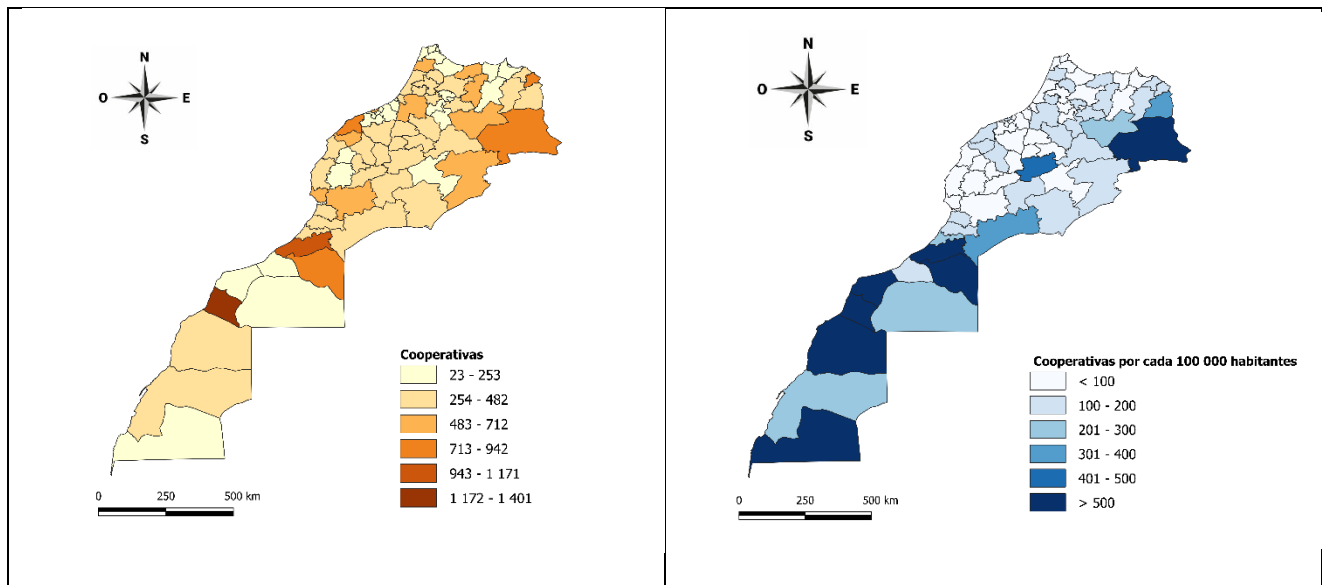 N
O
E
S
Cooperativas
23 - 253
254 - 482
483 - 712
713 - 942
943 - 1 171
1 172 - 1 401
0
250
500 km
N
O
E
S
Cooperativas por cada 100 000 habitantes
< 100
100 - 200
201 - 300
301 - 400
401 - 500
> 500
0
250
500 km